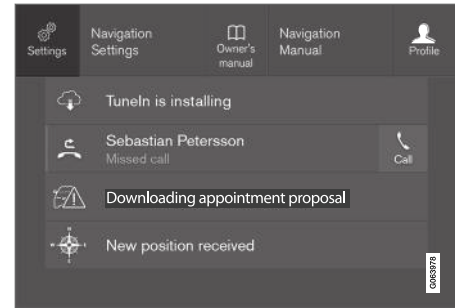 Settings
Navigation
Settings
Owner's
manual
Navigation
Manual
Profile
TuneIn is installing
Sebastian Petersson
Missed call
Call
Downloading appointment proposal
New position received
G063978